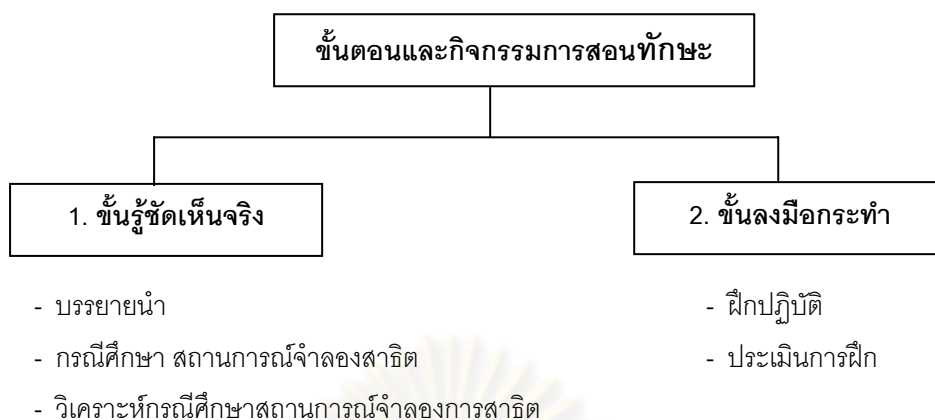 ขั้นตอนและกิจกรรมการสอนทักษะ
1. ขั้นรู้ชัดเห็นจริง
2. ขั้นลงมือกระทำ
- บรรยายนำ
- กรณีศึกษา สถานการณ์จำลองสาธิต
- วิเคราะห์กรณีศึกษาสถานการณ์จำลองการสาธิต
- ฝึกปฏิบัติ
- ประเมินการฝึก